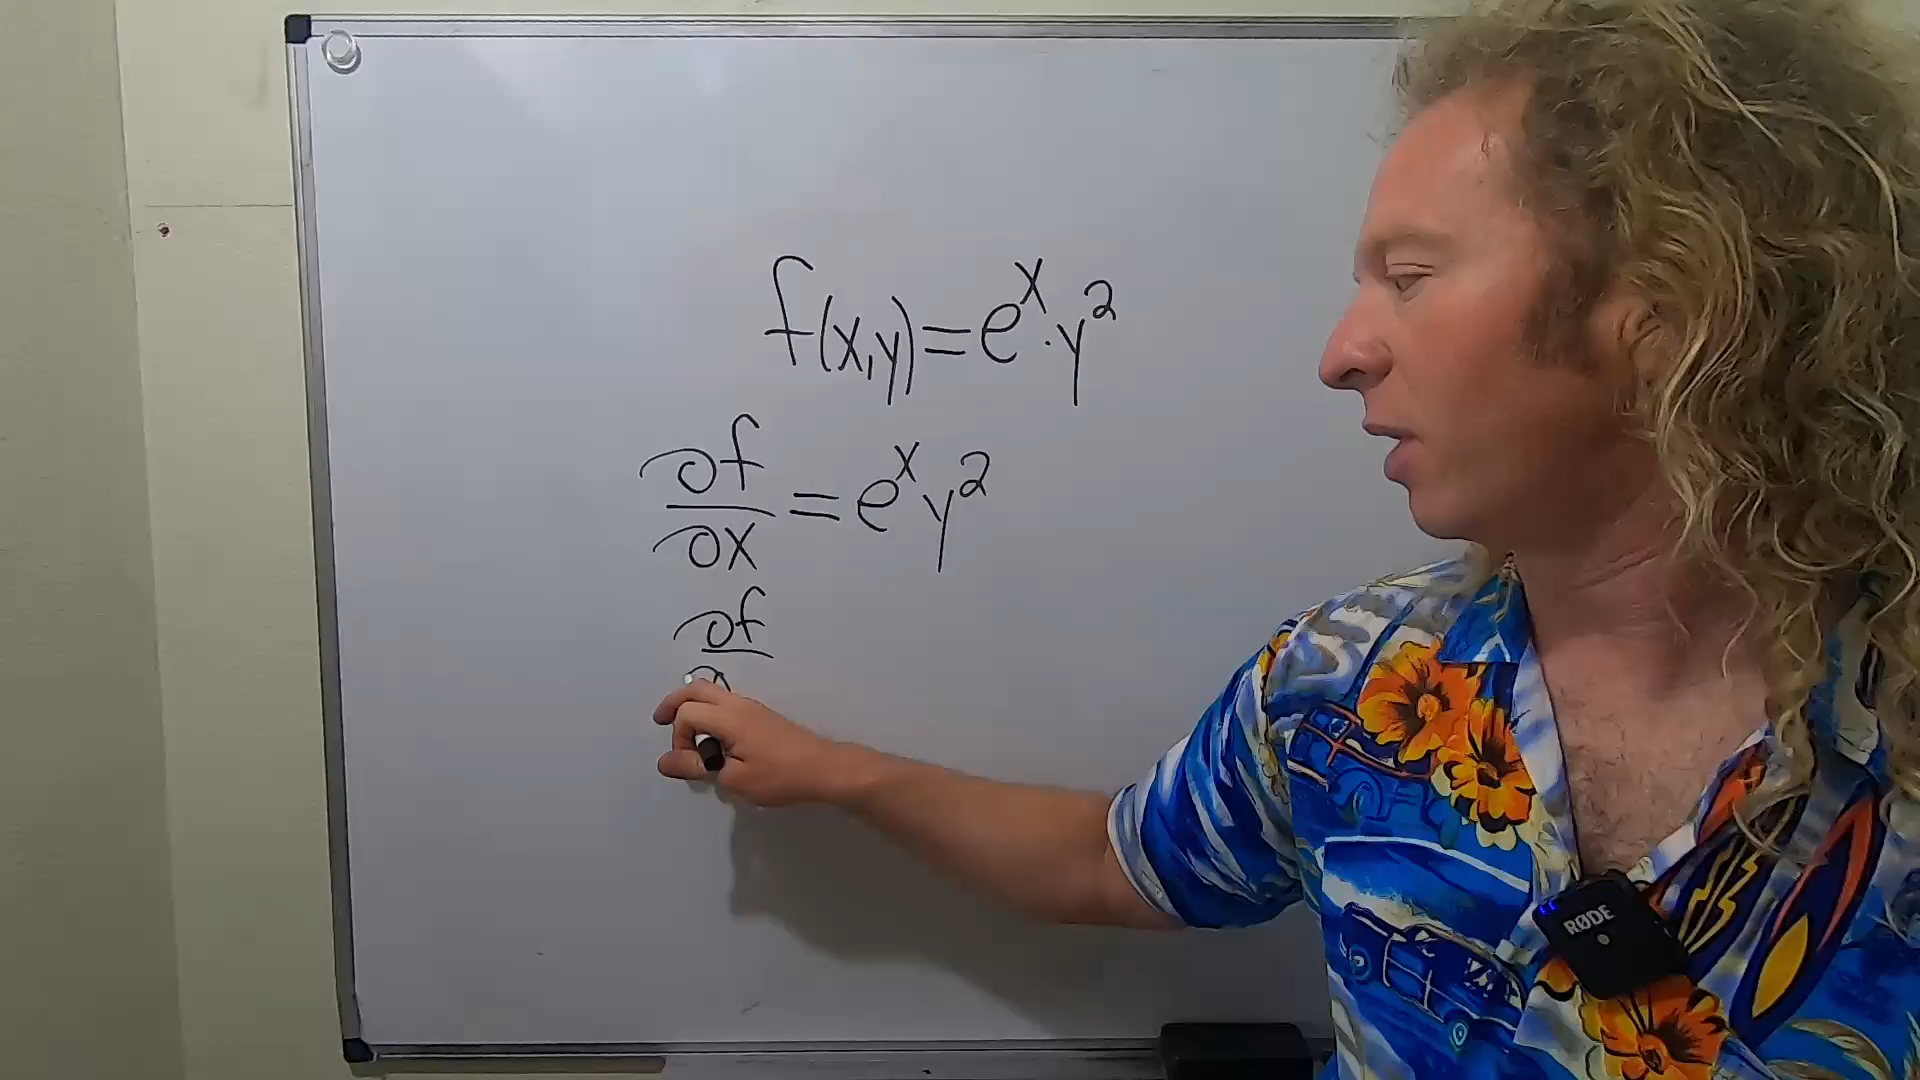 f(x,y)=e^x·y^2
∂f/∂x=e^x y^2
∂f/∂
RØDE